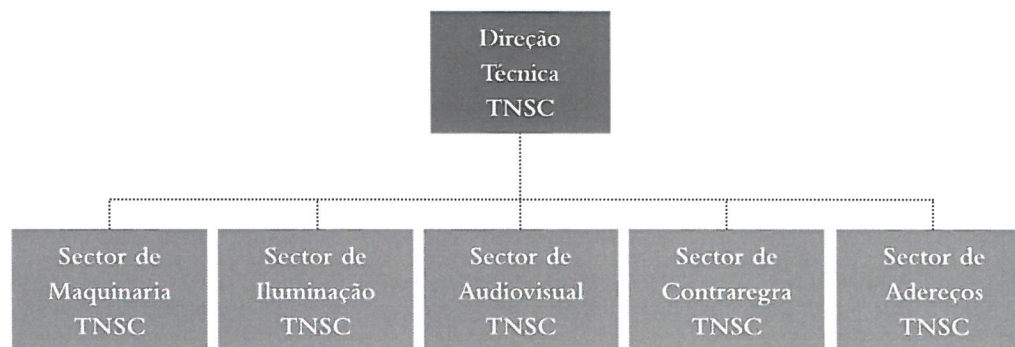 Direção
Técnica
TNSC
Sector de
Maquinaria
TNSC
Sector de
Iluminação
TNSC
Sector de
Audiovisual
TNSC
Sector de
Contraregra
TNSC
Sector de
Adereços
TNSC